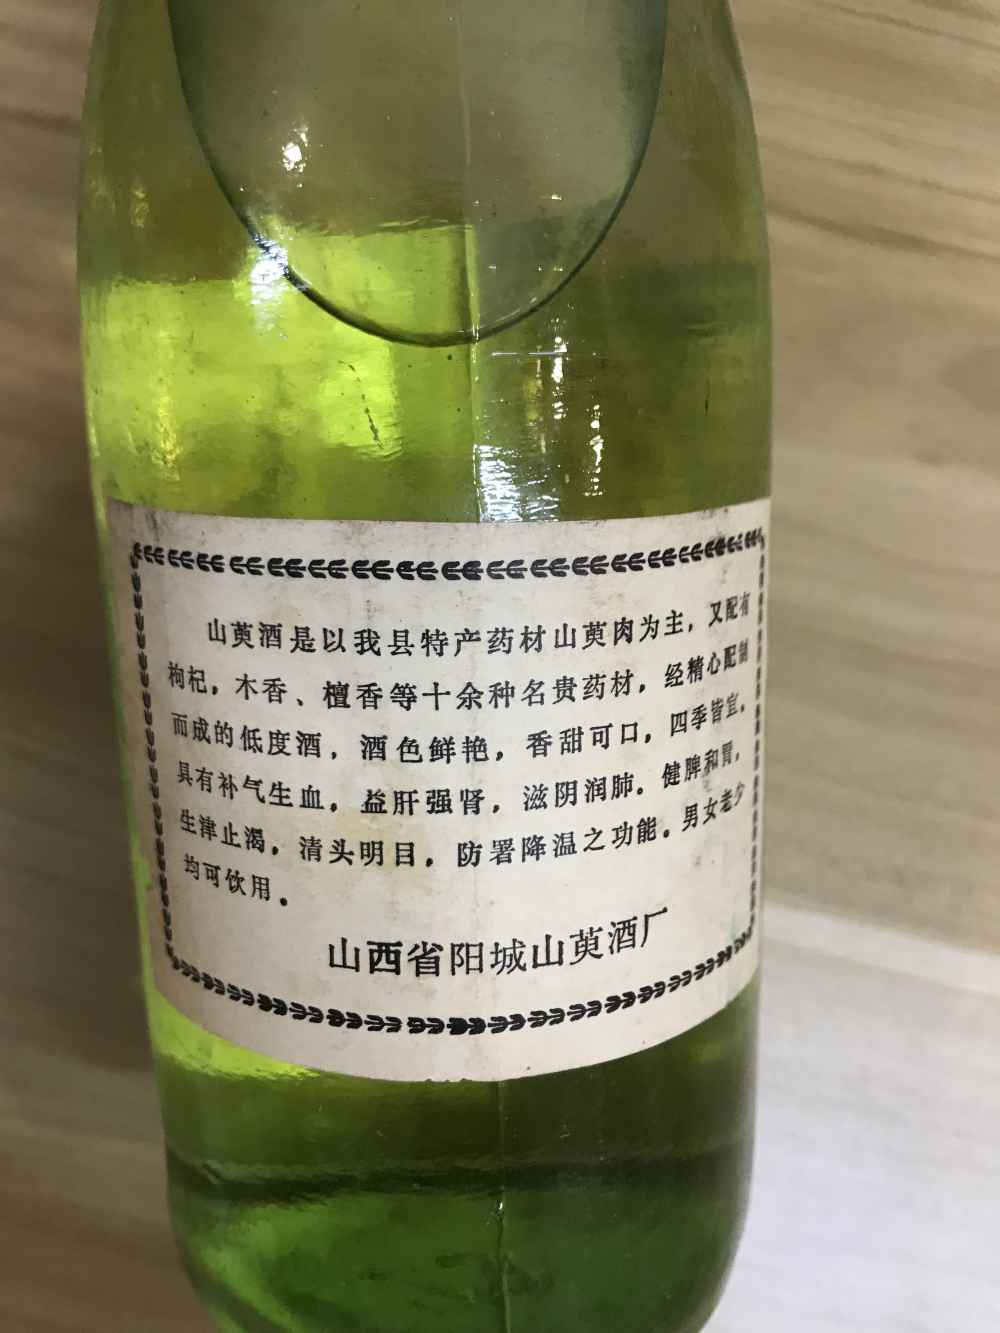 山萸酒是以我县特产药材山萸肉为主，又配有
枸杞，木香、檀香等十余种名贵药材，经精心配制
而成的低度酒，酒色鲜艳，香甜可口，四季皆宜。
具有补气生血，益肝强肾，滋阴润肺。健脾和胃，
生津止渴，清头明目，防署降温之功能。男女老少
均可饮用。
山西省阳城山萸酒厂